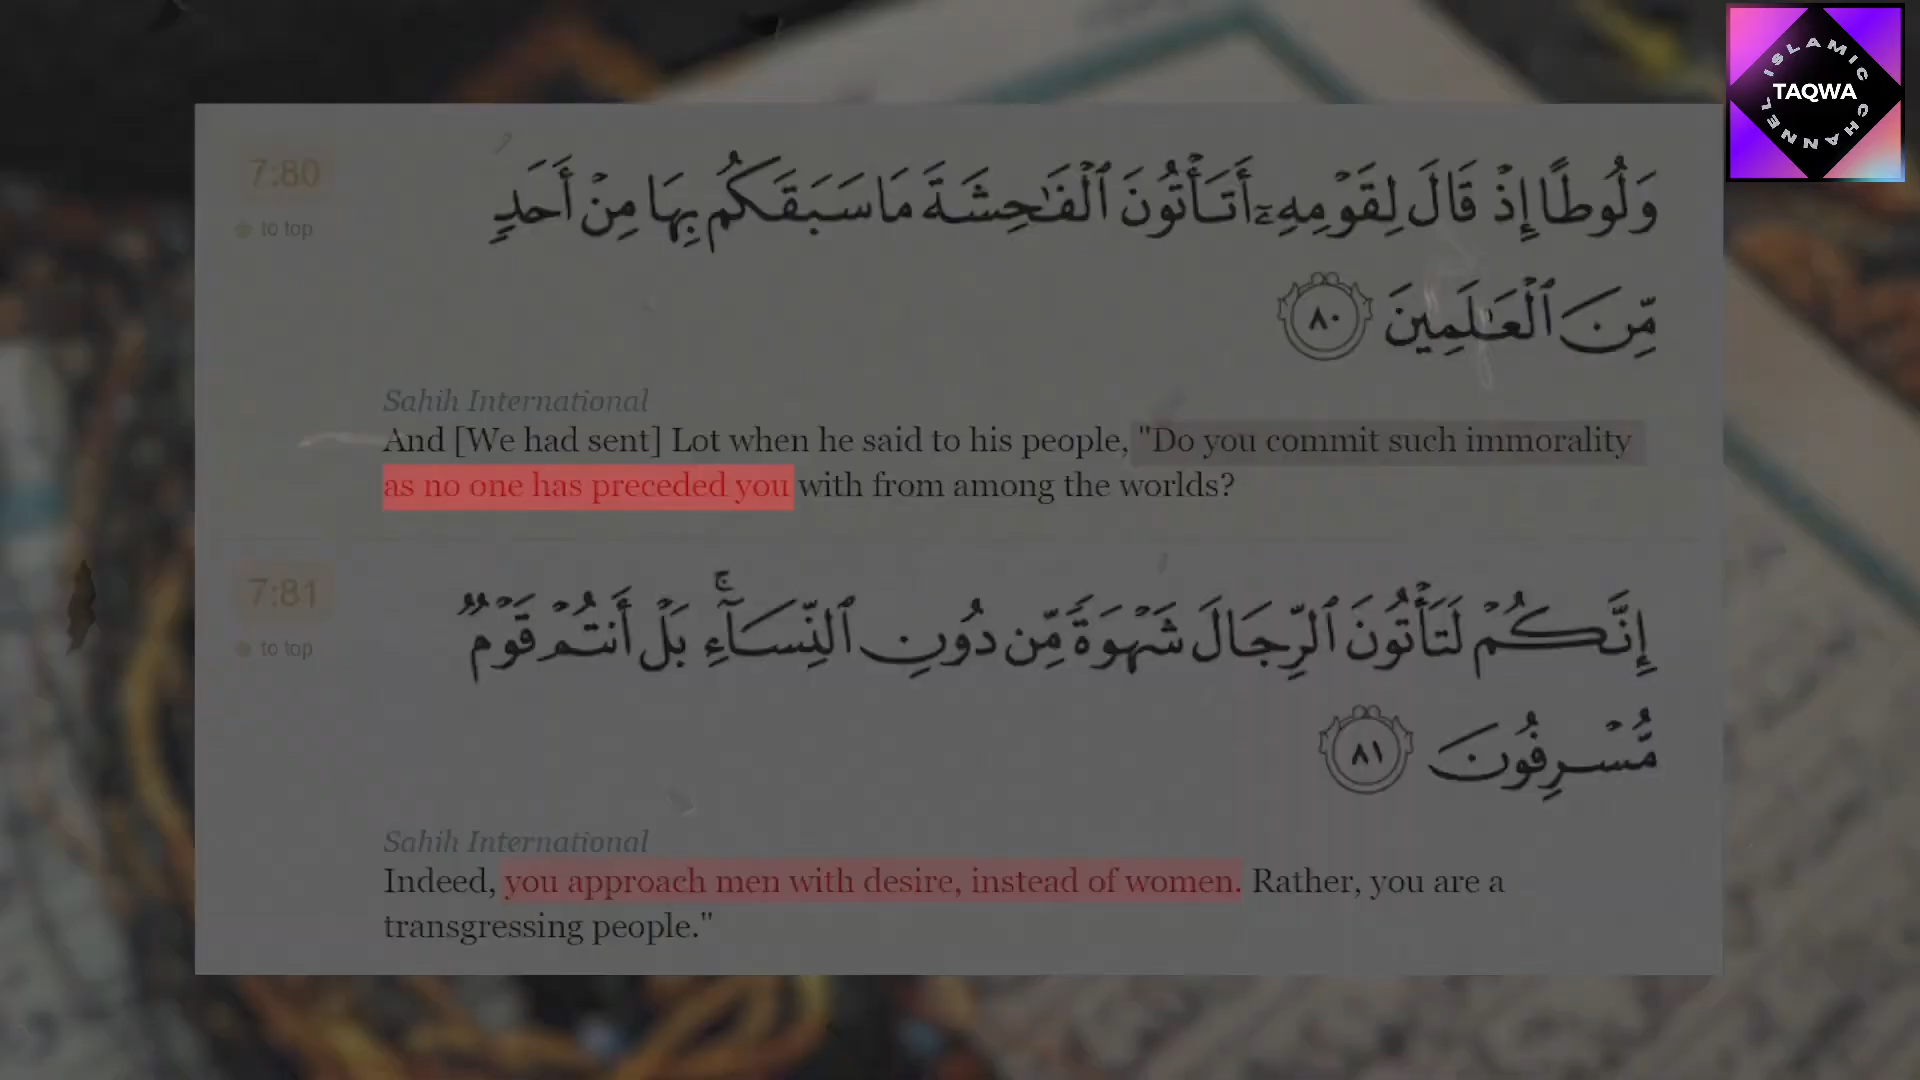 ISLAMIC
TAQWA
CHANNEL
7:80
to top
وَلُوطًا إِذْ قَالَ لِقَوْمِهِۦٓ أَتَأْتُونَ ٱلْفَـٰحِشَةَ مَا سَبَقَكُم بِهَا مِنْ أَحَدٍ
مِّنَ ٱلْعَـٰلَمِينَ ٨٠
Sahih International
And [We had sent] Lot when he said to his people, "Do you commit such immorality
as no one has preceded you with from among the worlds?
7:81
to top
إِنَّكُمْ لَتَأْتُونَ ٱلرِّجَالَ شَهْوَةً مِّن دُونِ ٱلنِّسَآءِ ۚ بَلْ أَنتُمْ قَوْمٌ
مُّسْرِفُونَ ٨١
Sahih International
Indeed, you approach men with desire, instead of women. Rather, you are a
transgressing people."